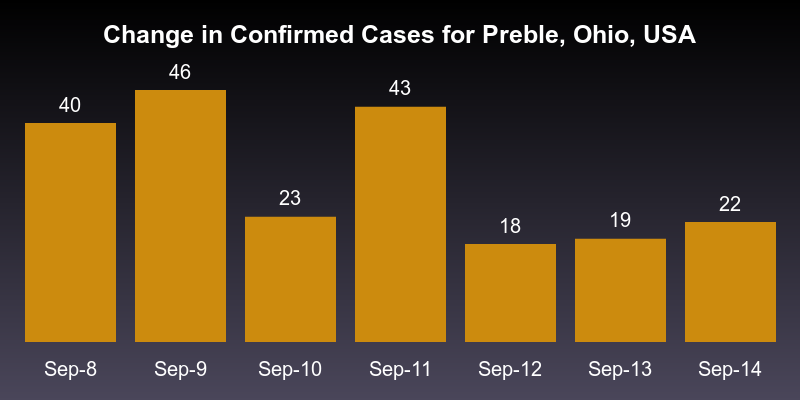 Change in Confirmed Cases for Preble, Ohio, USA
40
46
23
43
18
19
22
Sep-8
Sep-9
Sep-10
Sep-11
Sep-12
Sep-13
Sep-14